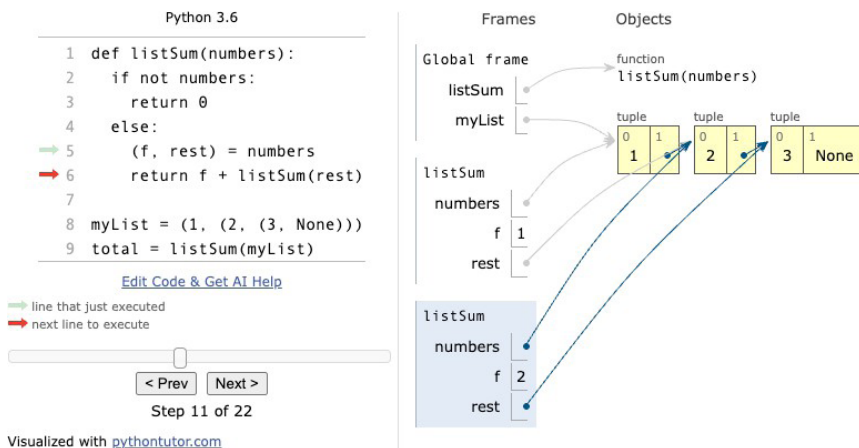 Python 3.6
1 def listSum(numbers):
2   if not numbers:
3     return 0
4   else:
5     (f, rest) = numbers
6     return f + listSum(rest)
7
8 myList = (1, (2, (3, None)))
9 total = listSum(myList)
Edit Code & Get AI Help
line that just executed
next line to execute
< Prev Next >
Step 11 of 22
Visualized with pythontutor.com
Frames Objects
Global frame
listSum
myList
function
listSum(numbers)
tuple tuple tuple
0 1 0 1 0 1
1 2 3 None
listSum
numbers
f 1
rest
listSum
numbers
f 2
rest